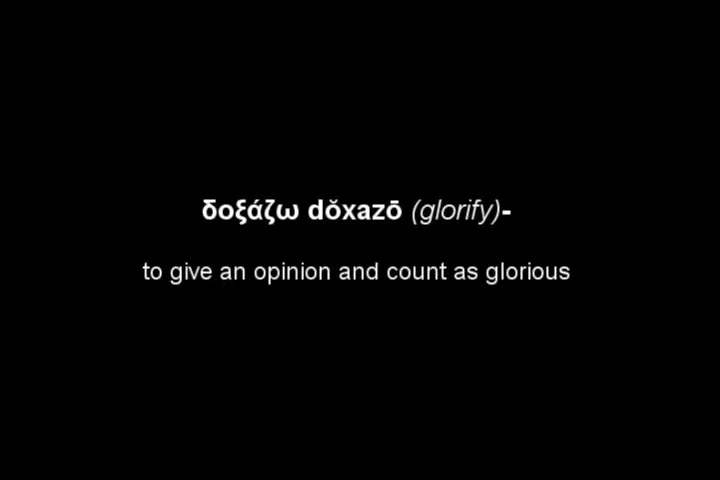 δοξάζω dŏxazō (glorify)-
to give an opinion and count as glorious